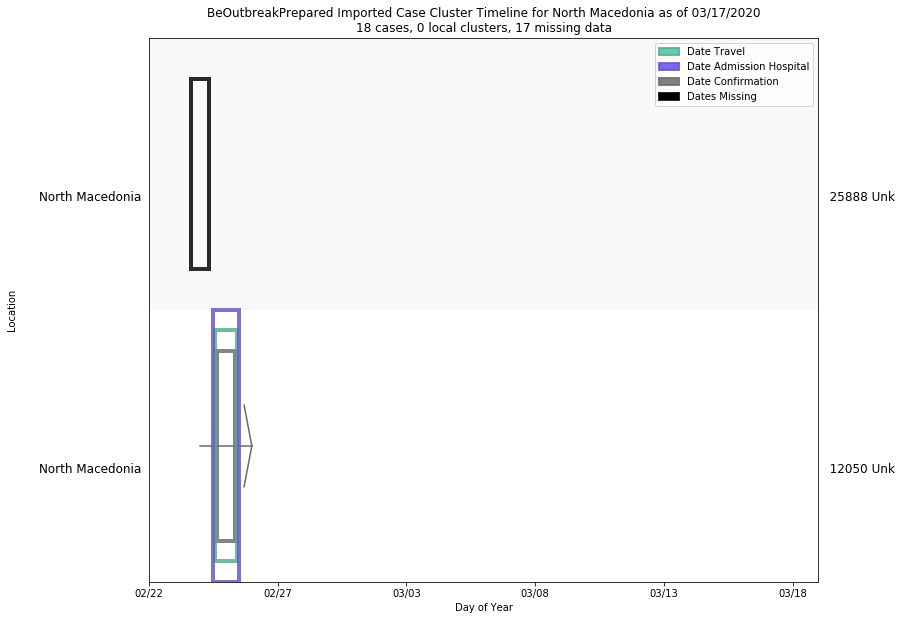 BeOutbreakPrepared Imported Case Cluster Timeline for North Macedonia as of 03/17/2020
18 cases, 0 local clusters, 17 missing data
Date Travel
Date Admission Hospital
Date Confirmation
Dates Missing
North Macedonia
25888 Unk
Location
North Macedonia
12050 Unk
02/22
02/27
03/03
03/08
03/13
03/18
Day of Year